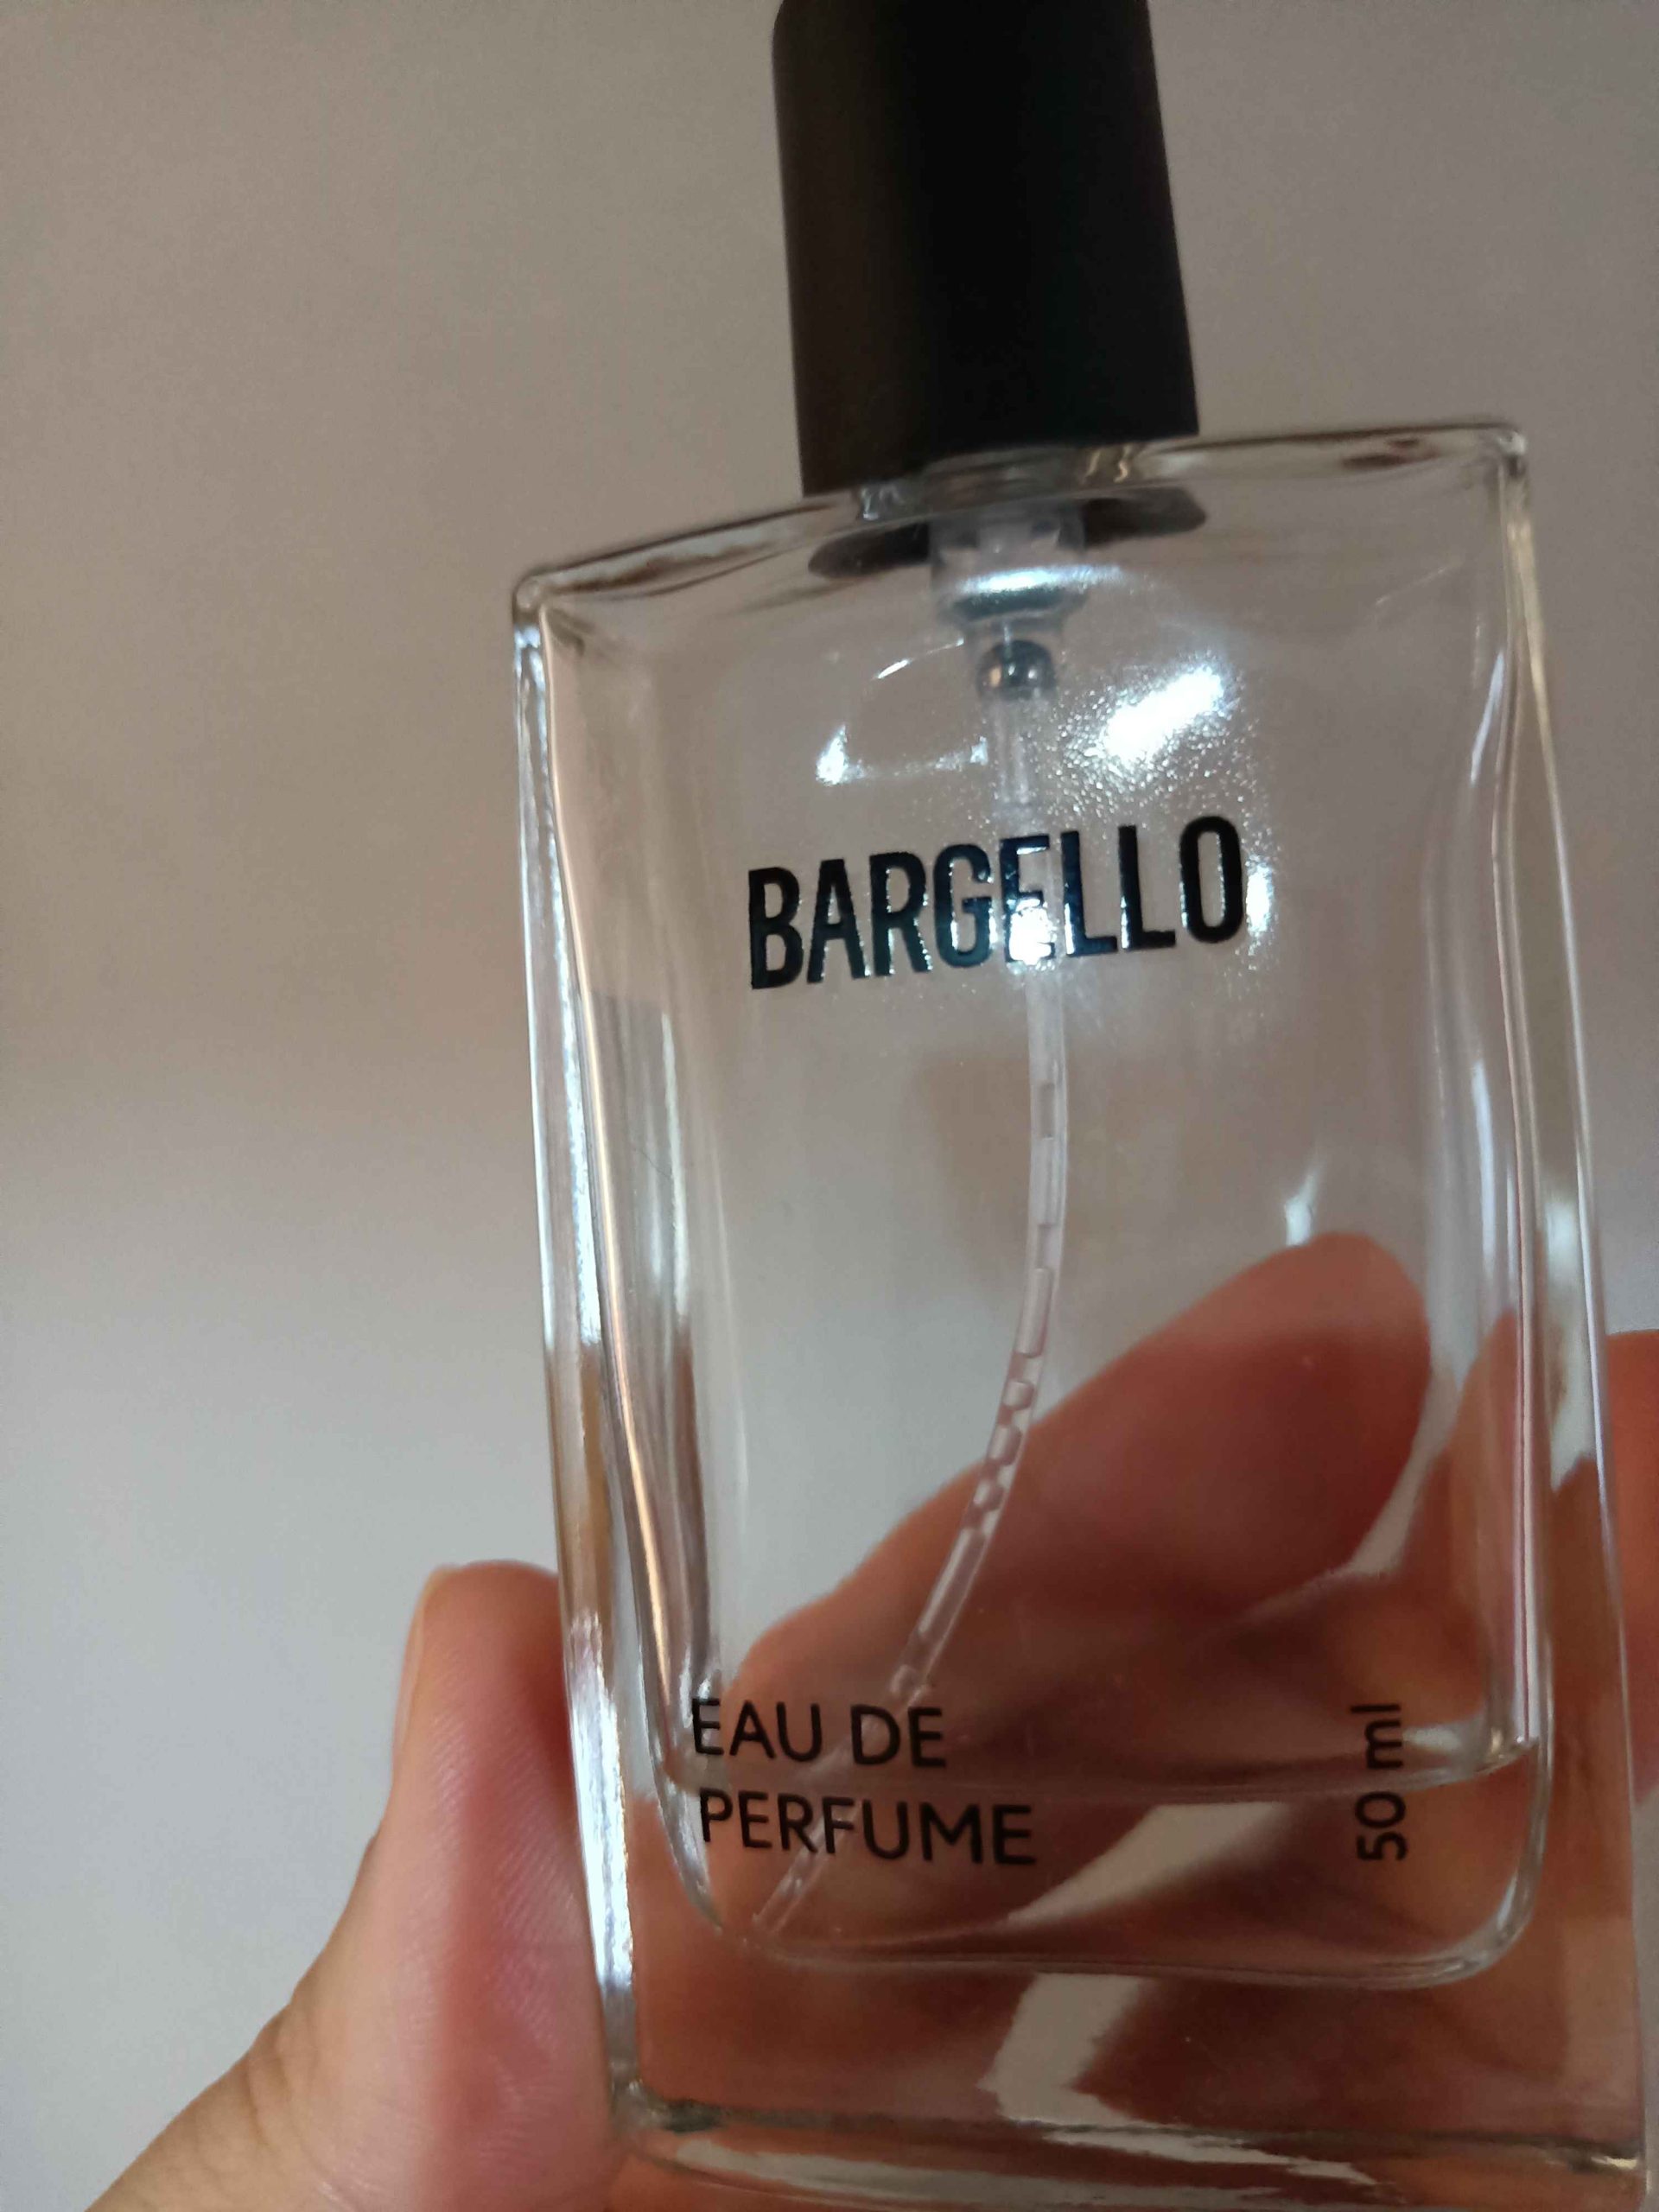 BARGELLO
EAU DE
PERFUME
50 ml